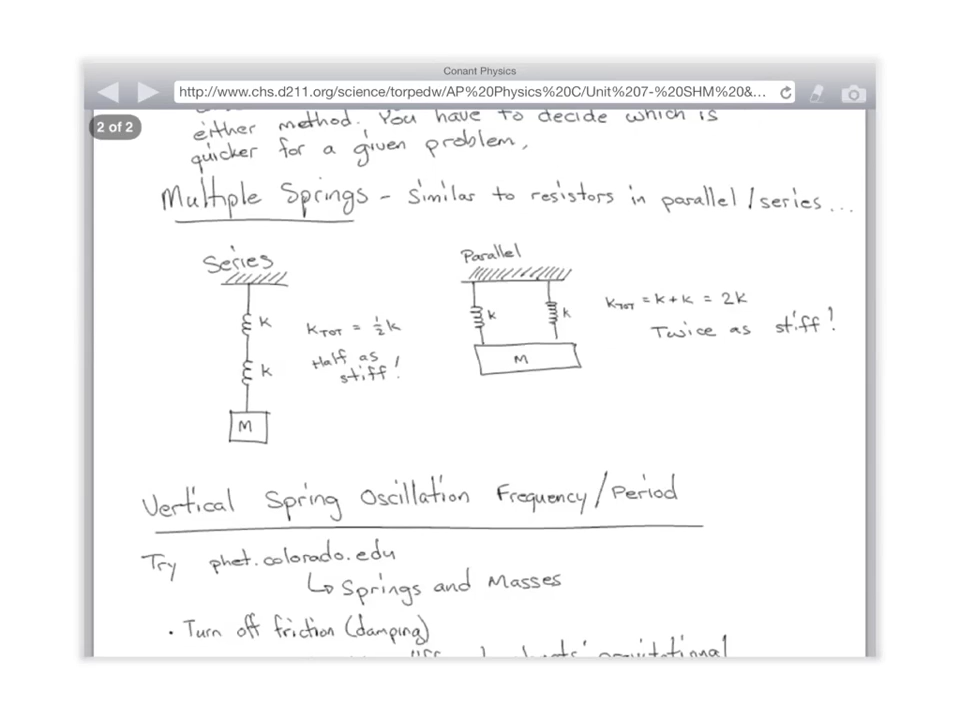 Conant Physics
http://www.chs.d211.org/science/torpedw/AP%20Physics%20C/Unit%207-%20SHM%20&...
2 of 2
either method. You have to decide which is
quicker for a given problem.
Multiple Springs - similar to resistors in parallel/series...
Series
k
k
M
KTOT = ½k
Half as
stiff!
Parallel
k
k
M
KTOT = k+k = 2k
Twice as stiff!
Vertical Spring Oscillation Frequency/Period
Try phet.colorado.edu
↳ Springs and Masses
• Turn off friction (damping)
gravitational